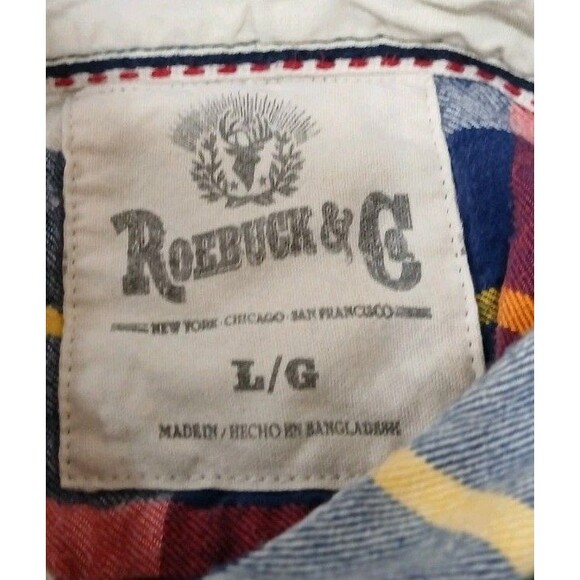 ROEBUCK & CO.
NEW YORK · CHICAGO · SAN FRANCISCO
L/G
MADE IN / HECHO EN BANGLADESH